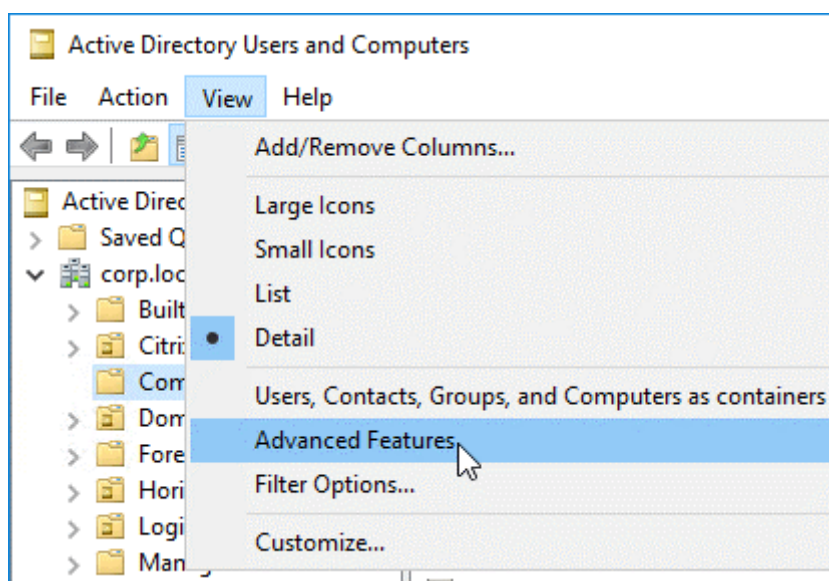 Active Directory Users and Computers
File Action View Help
Add/Remove Columns...
Active Direc
Large Icons
Saved Q
Small Icons
corp.loc
List
Built
Detail
Citri
Com
Users, Contacts, Groups, and Computers as containers
Dom
Advanced Features
Fore
Filter Options...
Hori
Logi
Customize...
Man